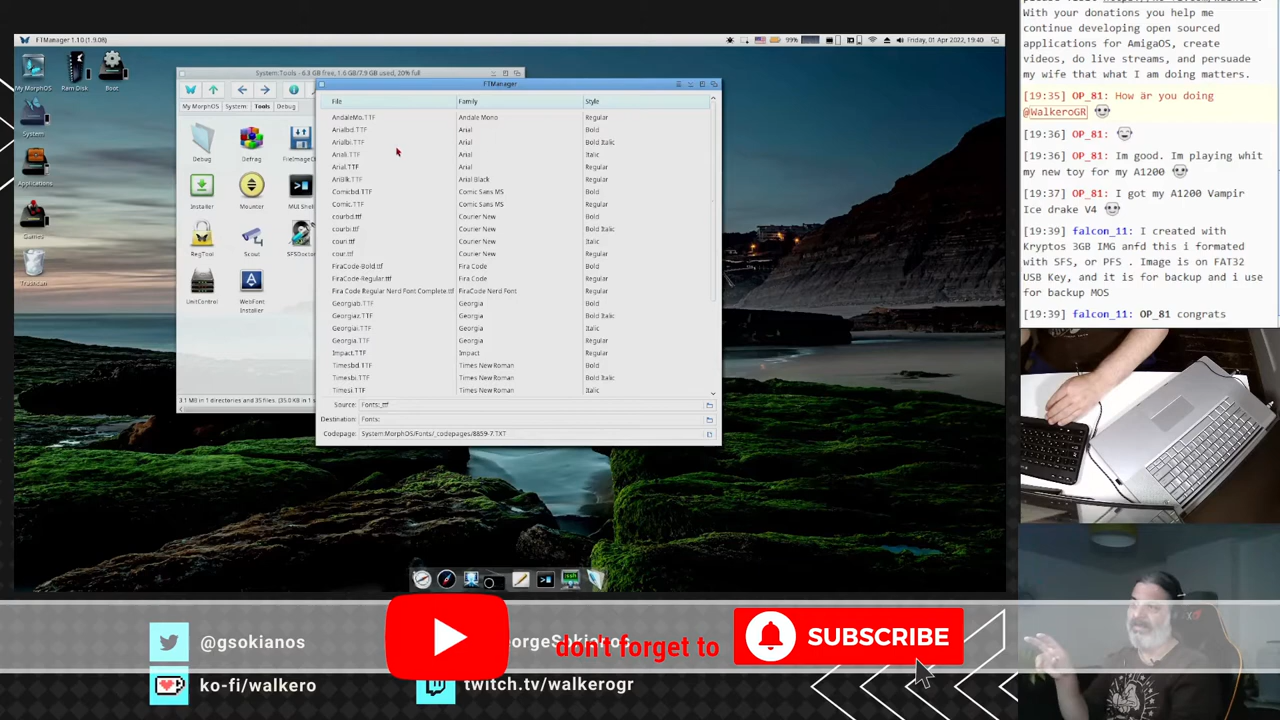 FTManager 1.10 (1.9.08)
99%
Friday, 01 Apr 2022, 19:40
My MorphOS
Ram Disk
Boot
System
Applications
Games
Trashcan
System:Tools - 6.3 GB free, 1.6 GB/7.9 GB used, 20% full
My MorphOS
System:
Tools
Debug
Debug
Defrag
FileImageC
Installer
Mounter
MUI Shell
RegTool
Scout
SFSDoctor
UnitControl
WebFont
Installer
FTManager
File Family Style
AndaleMo.TTF Andale Mono Regular
Arialbd.TTF Arial Bold
Arialbi.TTF Arial Bold Italic
Ariali.TTF Arial Italic
Arial.TTF Arial Regular
AriBlk.TTF Arial Black Regular
Comicbd.TTF Comic Sans MS Bold
Comic.TTF Comic Sans MS Regular
courbd.ttf Courier New Bold
courbi.ttf Courier New Bold Italic
couri.ttf Courier New Italic
cour.ttf Courier New Regular
FiraCode-Bold.ttf Fira Code Bold
FiraCode-Regular.ttf Fira Code Regular
Fira Code Regular Nerd Font Complete.ttf FiraCode Nerd Font Regular
Georgiab.TTF Georgia Bold
Georgiaz.TTF Georgia Bold Italic
Georgiai.TTF Georgia Italic
Georgia.TTF Georgia Regular
Impact.TTF Impact Regular
Timesbd.TTF Times New Roman Bold
Timesbi.TTF Times New Roman Bold Italic
Timesi.TTF Times New Roman Italic
Source: Fonts:_ttf
Destination: Fonts:
Codepage: System:MorphOS/Fonts/_codepages/8859-7.TXT
With your donations you help me
continue developing open sourced
applications for AmigaOS, create
videos, do live streams, and persuade
my wife that what I am doing matters.
[19:35] OP_81: How är you doing
@WalkeroGR
[19:36] OP_81:
[19:36] OP_81: Im good. Im playing whit
my new toy for my A1200
[19:37] OP_81: I got my A1200 Vampir
Ice drake V4
[19:39] falcon_11: I created with
Kryptos 3GB IMG anfd this i formated
with SFS, or PFS . Image is on FAT32
USB Key, and it is for backup and i use
for backup MOS
[19:39] falcon_11: OP_81 congrats
@gsokianos
don't forget to
SUBSCRIBE
ko-fi/walkero
twitch.tv/walkerogr